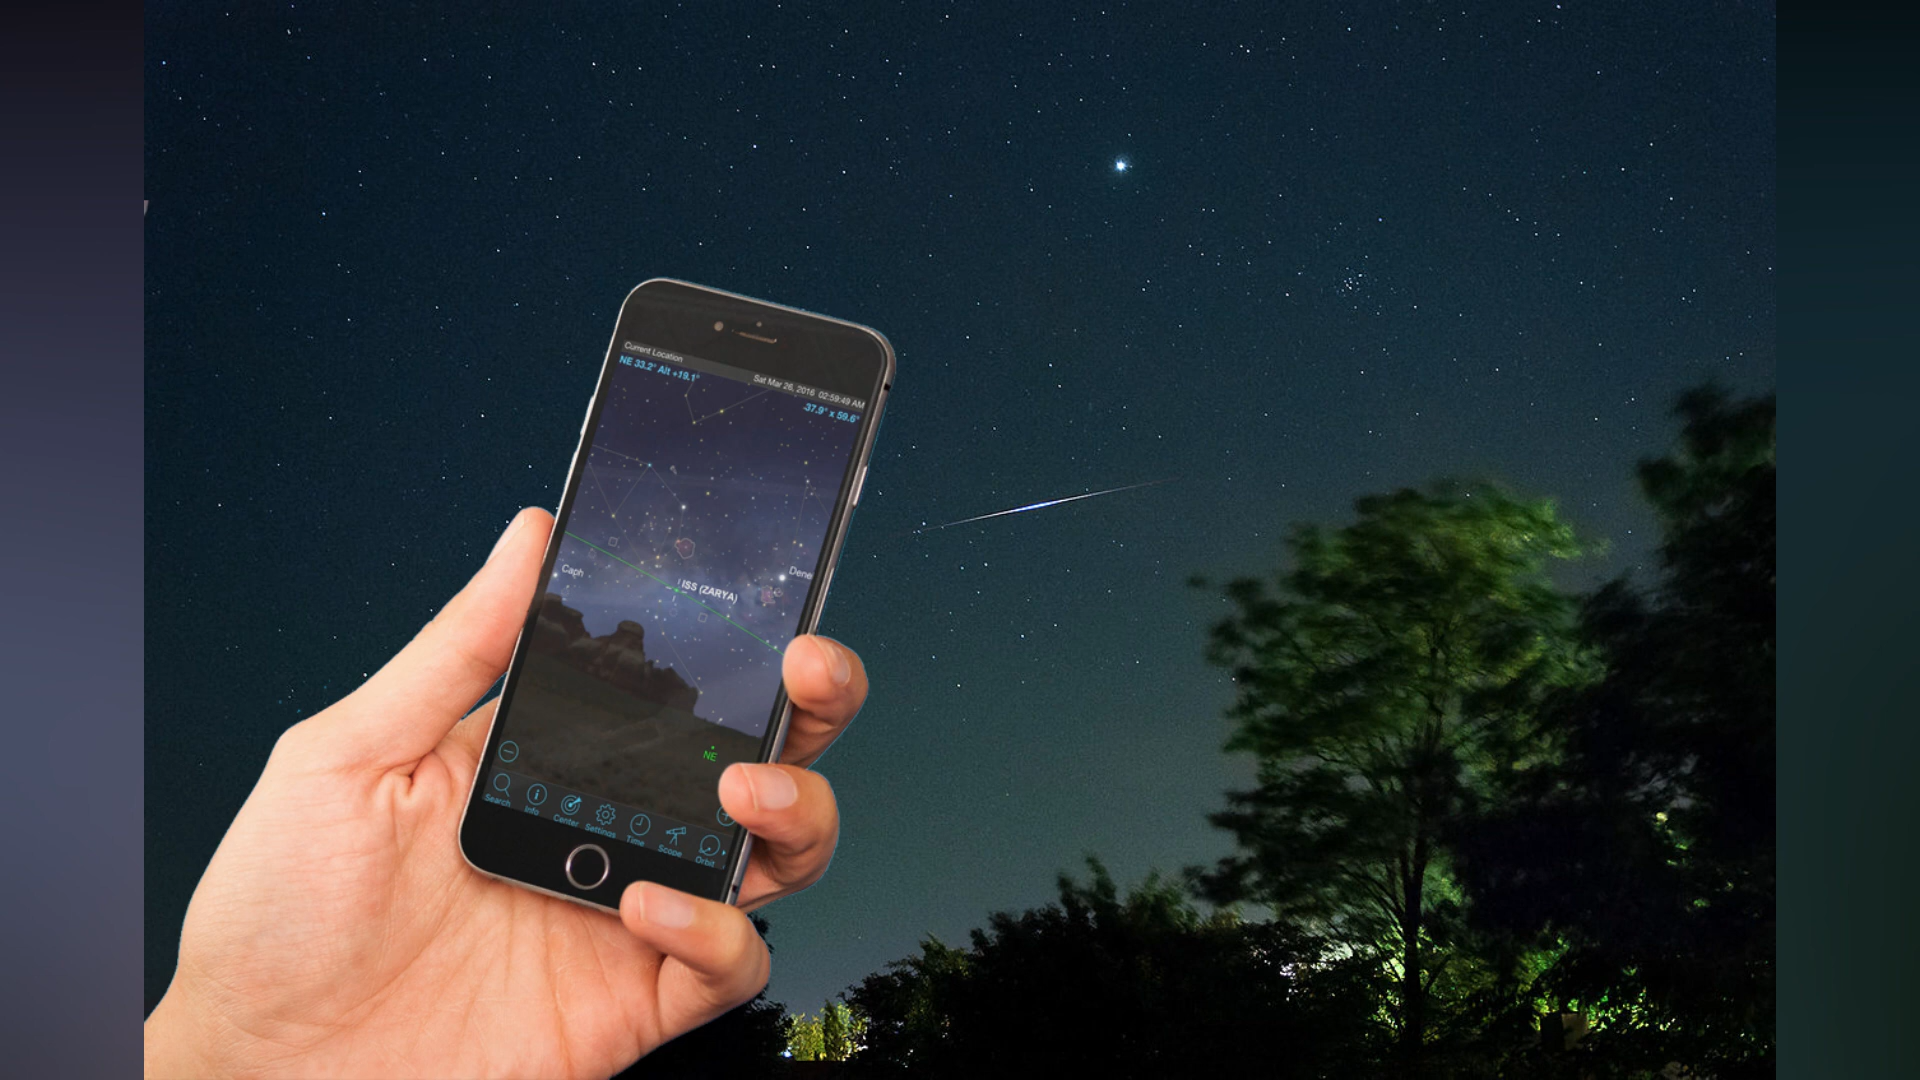 Current Location
Sat Mar 26, 2016 02:59:49 AM
NE 33.2° Alt +19.1°
37.9° x 59.6°
Caph
ISS (ZARYA)
Dene
NE
Search
Info
Center
Settings
Time
Scope
Orbit